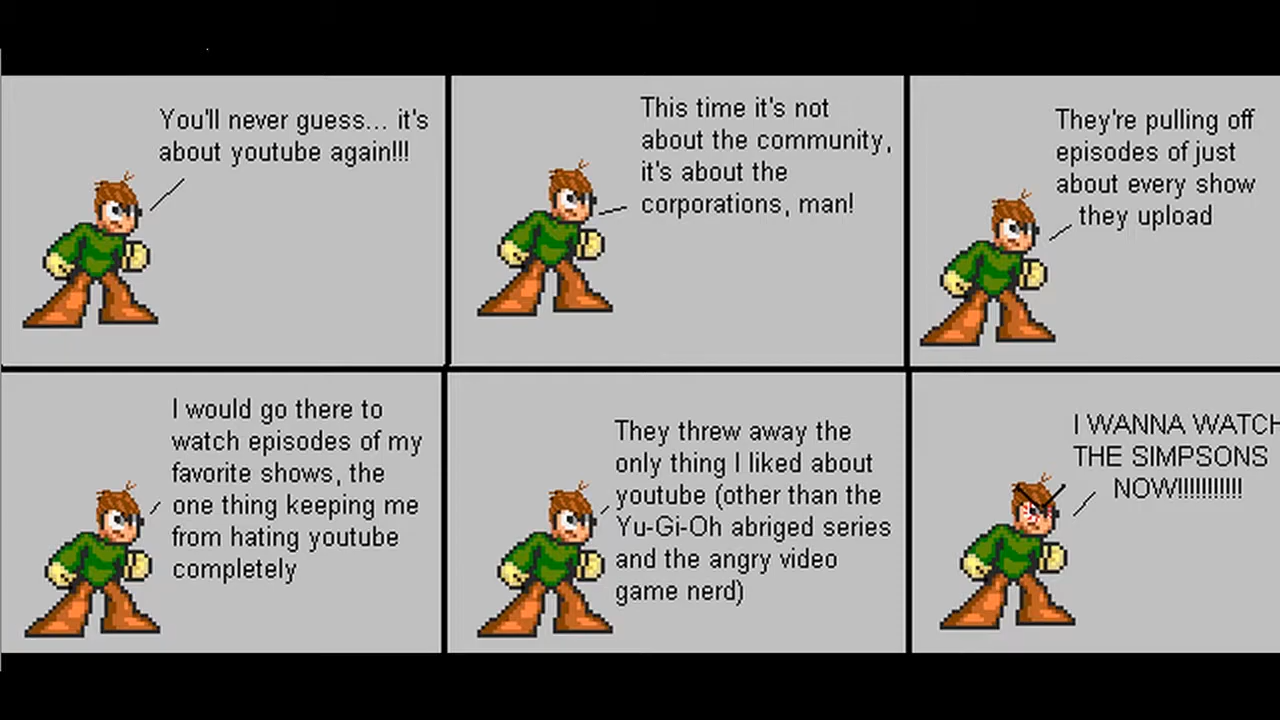 You'll never guess... it's
about youtube again!!!
This time it's not
about the community,
it's about the
corporations, man!
They're pulling off
episodes of just
about every show
they upload
I would go there to
watch episodes of my
favorite shows, the
one thing keeping me
from hating youtube
completely
They threw away the
only thing I liked about
youtube (other than the
Yu-Gi-Oh abriged series
and the angry video
game nerd)
I WANNA WATCH
THE SIMPSONS
NOW!!!!!!!!!!!